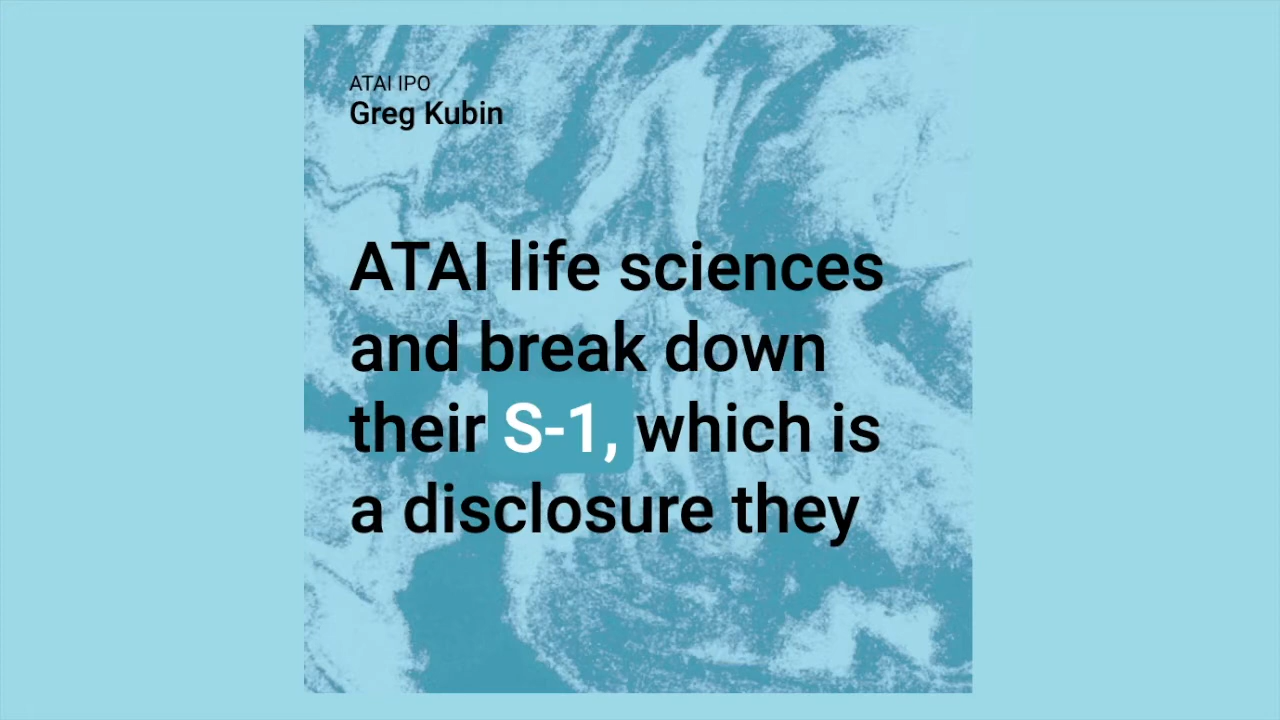 ATAI IPO
Greg Kubin
ATAI life sciences
and break down
their S-1, which is
a disclosure they